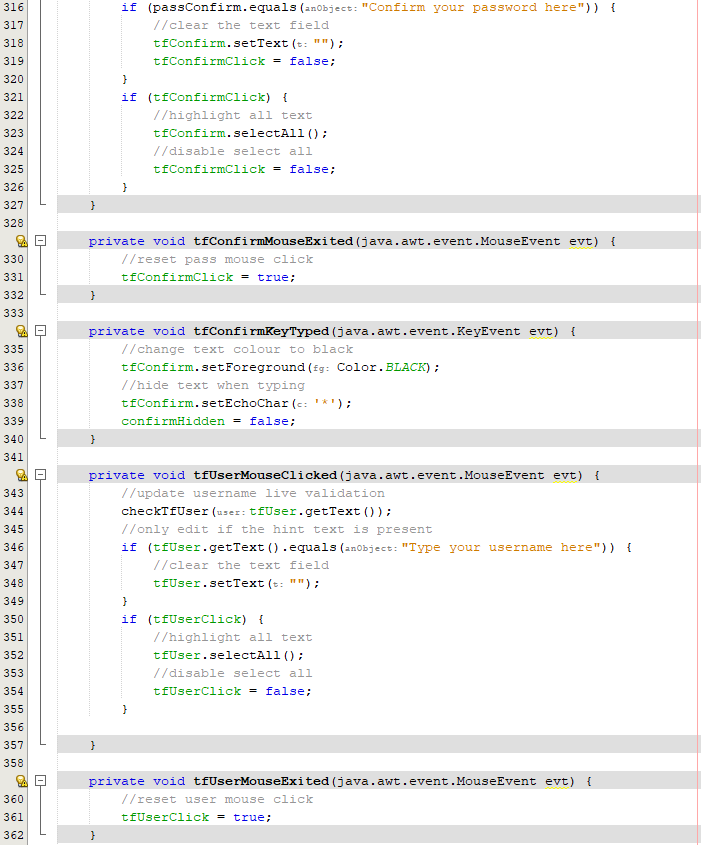 316 if (passConfirm.equals(anObject: "Confirm your password here")) {
317 //clear the text field
318 tfConfirm.setText(t: "");
319 tfConfirmClick = false;
320 }
321 if (tfConfirmClick) {
322 //highlight all text
323 tfConfirm.selectAll();
324 //disable select all
325 tfConfirmClick = false;
326 }
327 }
328
private void tfConfirmMouseExited(java.awt.event.MouseEvent evt) {
330 //reset pass mouse click
331 tfConfirmClick = true;
332 }
333
private void tfConfirmKeyTyped(java.awt.event.KeyEvent evt) {
335 //change text colour to black
336 tfConfirm.setForeground(fg: Color.BLACK);
337 //hide text when typing
338 tfConfirm.setEchoChar(c: '*');
339 confirmHidden = false;
340 }
341
private void tfUserMouseClicked(java.awt.event.MouseEvent evt) {
343 //update username live validation
344 checkTfUser(user: tfUser.getText());
345 //only edit if the hint text is present
346 if (tfUser.getText().equals(anObject: "Type your username here")) {
347 //clear the text field
348 tfUser.setText(t: "");
349 }
350 if (tfUserClick) {
351 //highlight all text
352 tfUser.selectAll();
353 //disable select all
354 tfUserClick = false;
355 }
356
357 }
358
private void tfUserMouseExited(java.awt.event.MouseEvent evt) {
360 //reset user mouse click
361 tfUserClick = true;
362 }